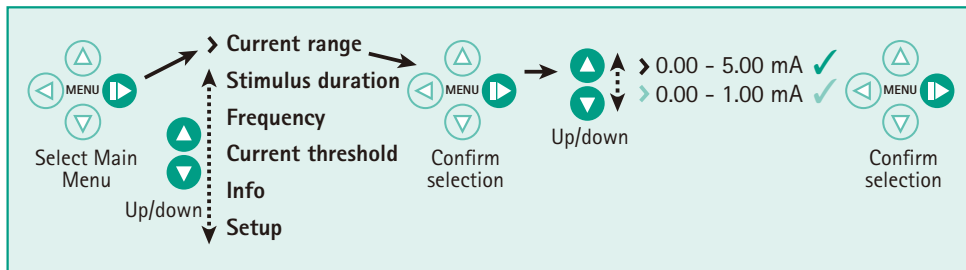 MENU
Select Main
Menu
Up/down
Current range
Stimulus duration
Frequency
Current threshold
Info
Setup
MENU
Confirm
selection
Up/down
0.00 - 5.00 mA
0.00 - 1.00 mA
MENU
Confirm
selection